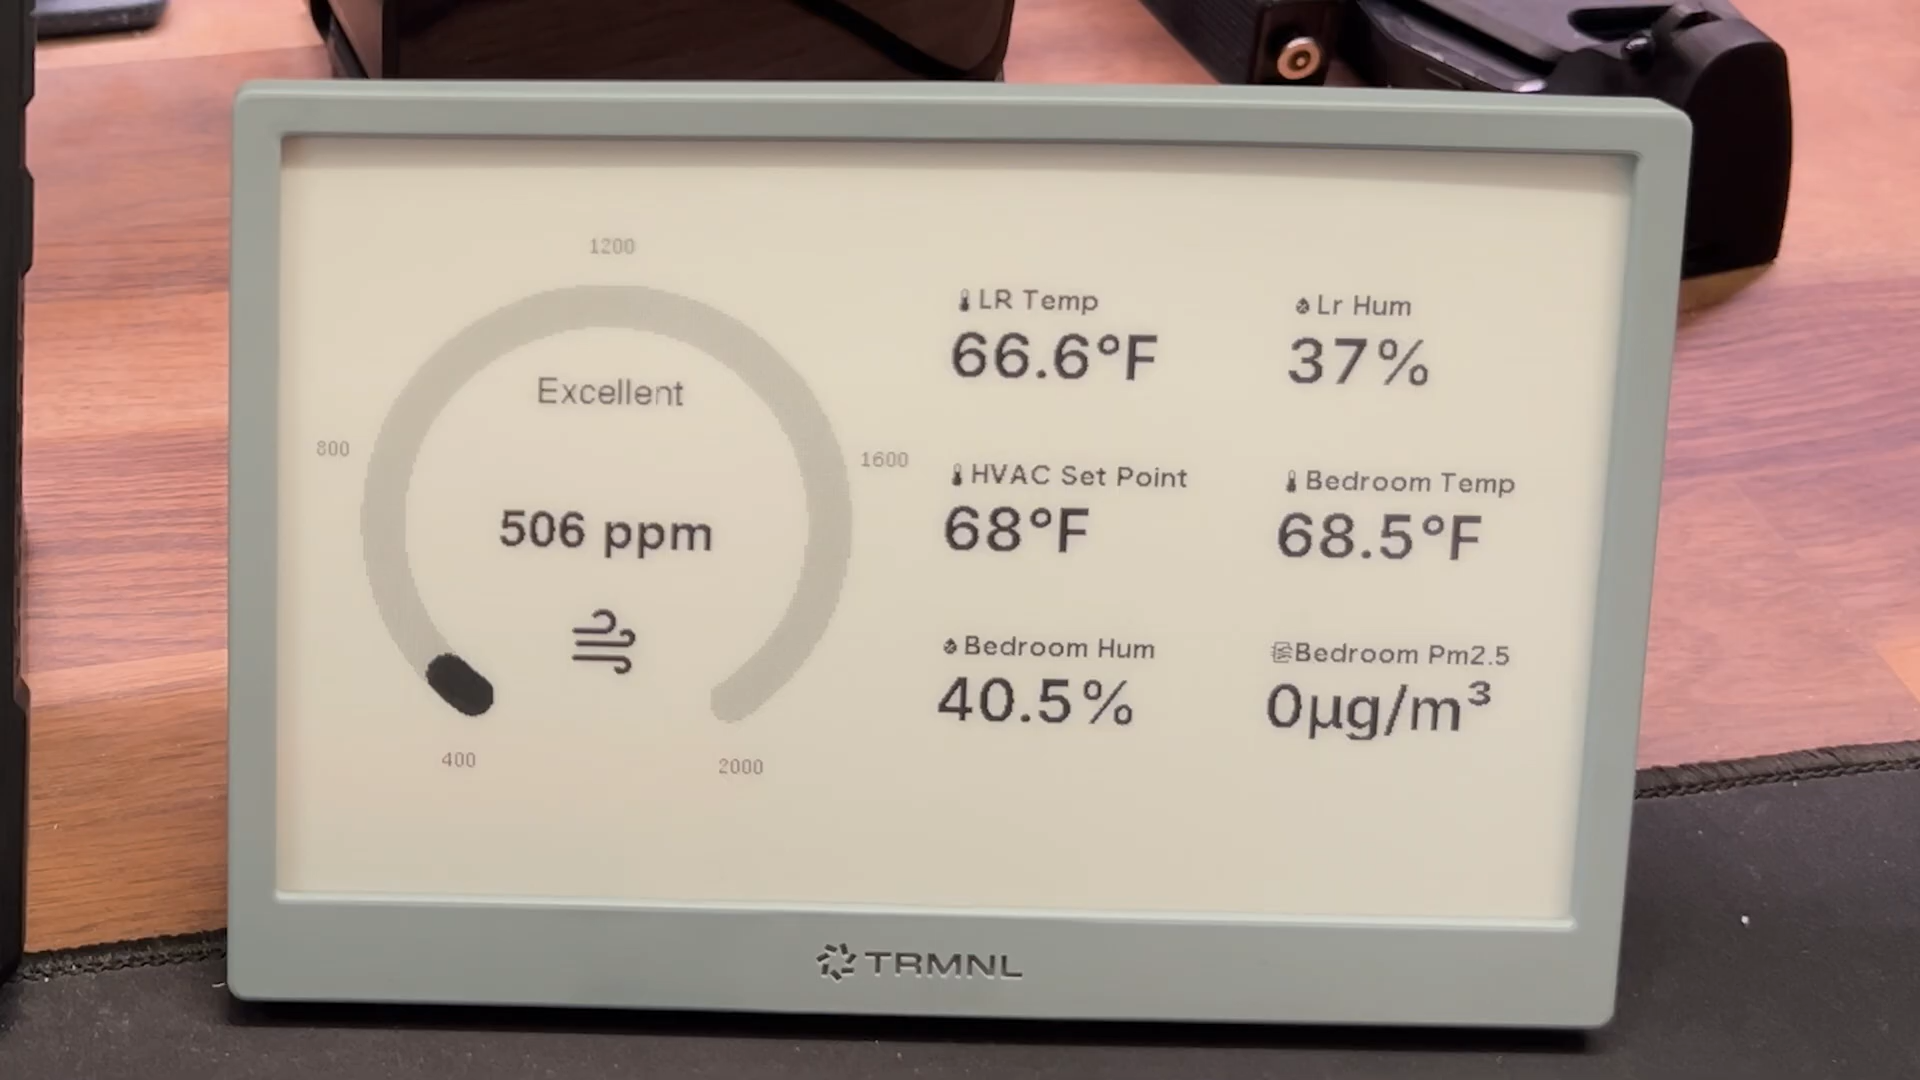 1200
Excellent
800
1600
506 ppm
400
2000
LR Temp
66.6°F
Lr Hum
37%
HVAC Set Point
68°F
Bedroom Temp
68.5°F
Bedroom Hum
40.5%
Bedroom Pm2.5
0µg/m³
TRMNL